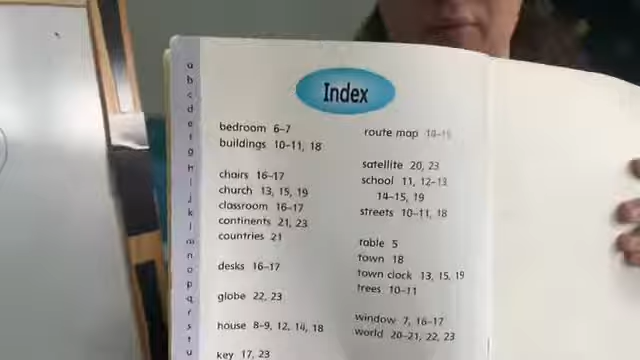 a
b
c
d
e
f
g
h
i
j
k
l
m
n
o
p
q
r
s
t
u
Index
bedroom 6–7
buildings 10–11, 18
chairs 16–17
church 13, 15, 19
classroom 16–17
continents 21, 23
countries 21
desks 16–17
globe 22, 23
house 8–9, 12, 14, 18
key 17, 23
route map
satellite 20, 23
school 11, 12–13
14–15, 19
streets 10–11, 18
table 5
town 18
town clock 13, 15, 19
trees 10–11
window 7, 16–17
world 20–21, 22, 23